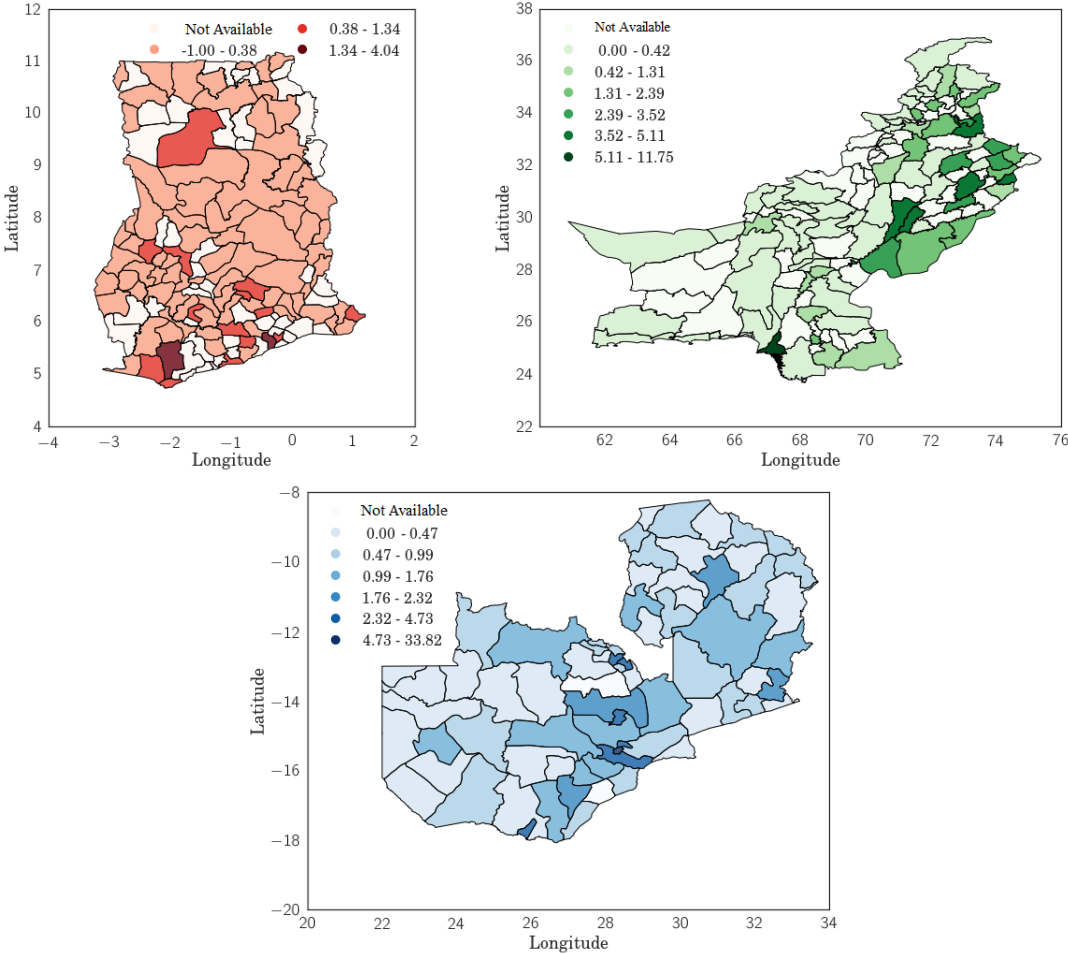 12
11
10
9
8
7
6
5
4
Latitude
Not Available
-1.00 - 0.38
0.38 - 1.34
1.34 - 4.04
−4 −3 −2 −1 0 1 2
Longitude
38
36
34
32
30
28
26
24
22
Latitude
Not Available
0.00 - 0.42
0.42 - 1.31
1.31 - 2.39
2.39 - 3.52
3.52 - 5.11
5.11 - 11.75
62 64 66 68 70 72 74 76
Longitude
−8
−10
−12
−14
−16
−18
−20
Latitude
Not Available
0.00 - 0.47
0.47 - 0.99
0.99 - 1.76
1.76 - 2.32
2.32 - 4.73
4.73 - 33.82
20 22 24 26 28 30 32 34
Longitude